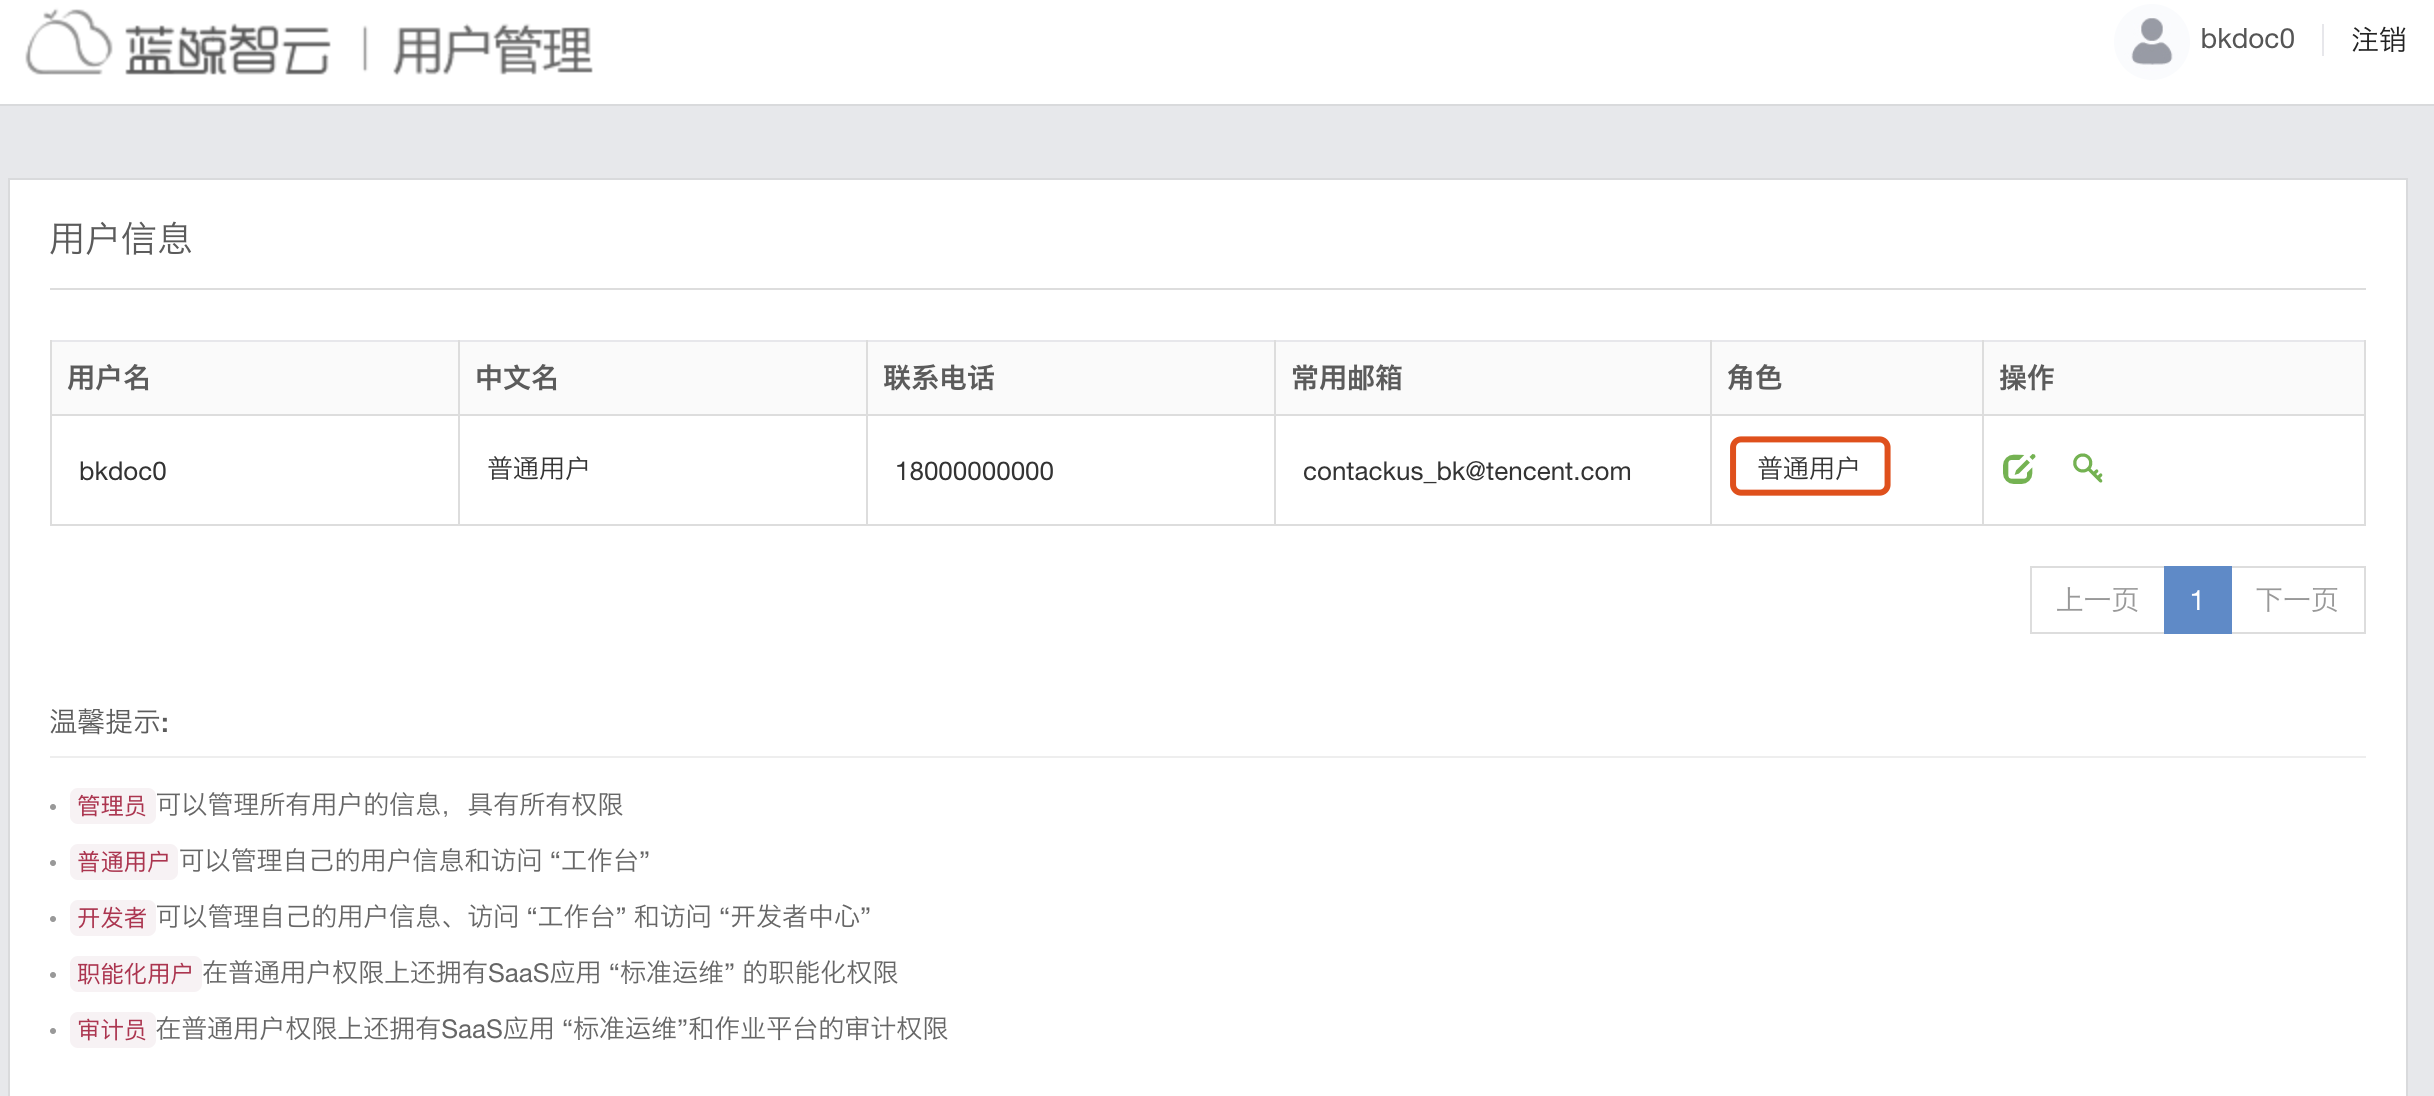 蓝鲸智云 | 用户管理
bkdoc0 注销
用户信息
用户名 中文名 联系电话 常用邮箱 角色 操作
bkdoc0 普通用户 18000000000 contackus_bk@tencent.com 普通用户
上一页 1 下一页
温馨提示:
• 管理员 可以管理所有用户的信息，具有所有权限
• 普通用户 可以管理自己的用户信息和访问 “工作台”
• 开发者 可以管理自己的用户信息、访问 “工作台” 和访问 “开发者中心”
• 职能化用户 在普通用户权限上还拥有SaaS应用 “标准运维” 的职能化权限
• 审计员 在普通用户权限上还拥有SaaS应用 “标准运维”和作业平台的审计权限